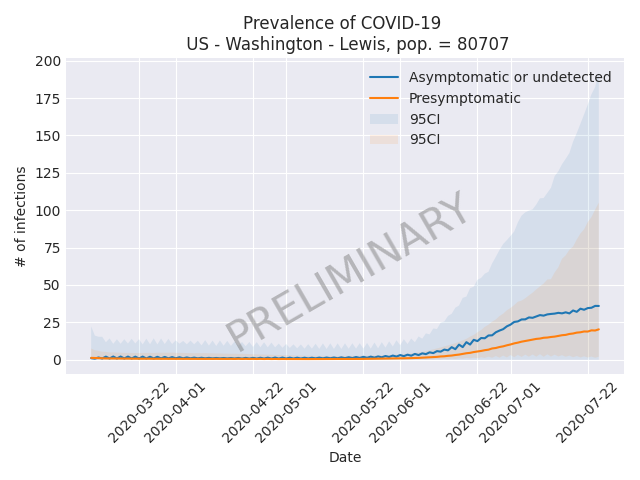 Prevalence of COVID-19
US - Washington - Lewis, pop. = 80707
200
175
150
125
100
75
50
25
0
# of infections
Asymptomatic or undetected
Presymptomatic
95CI
95CI
PRELIMINARY
2020-03-22
2020-04-01
2020-04-22
2020-05-01
2020-05-22
2020-06-01
2020-06-22
2020-07-01
2020-07-22
Date